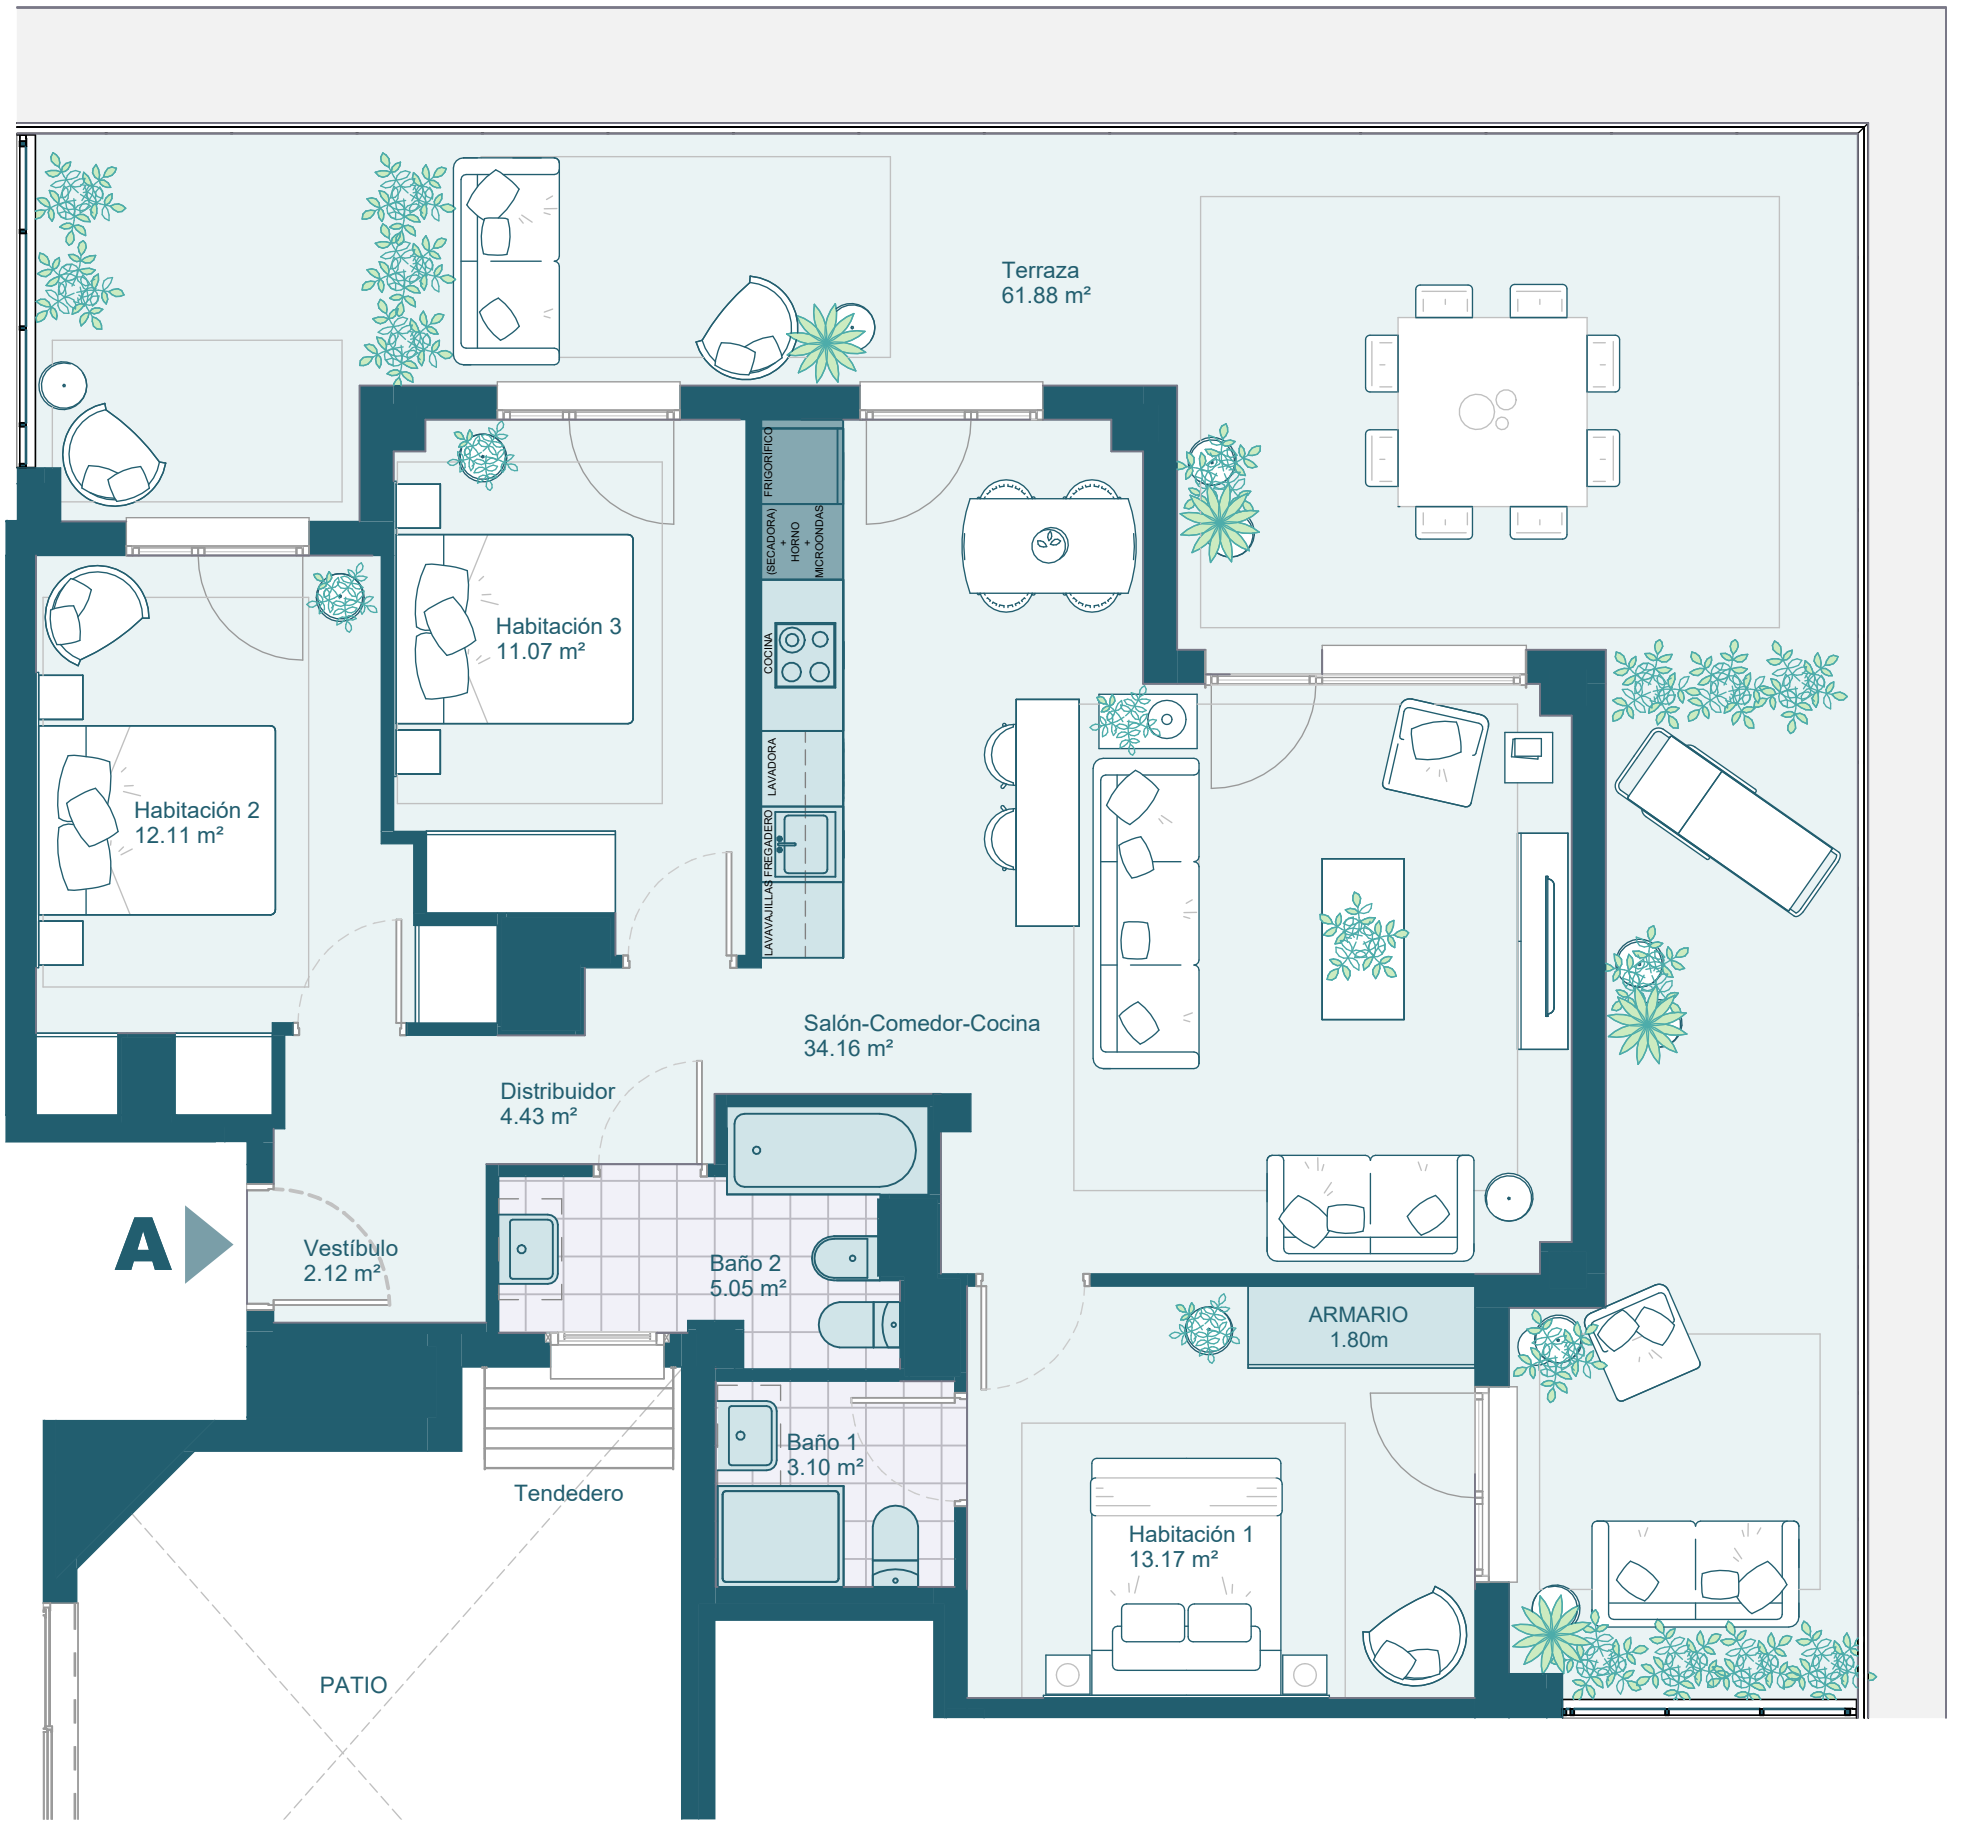 Terraza
61.88 m²
FRIGORIFICO
(SECADORA)
+
HORNO
+
MICROONDAS
Habitación 3
11.07 m²
COCINA
Habitación 2
12.11 m²
LAVADORA
FREGADERO
LAVAVAJILLAS
Salón-Comedor-Cocina
34.16 m²
Distribuidor
4.43 m²
A
Vestíbulo
2.12 m²
Baño 2
5.05 m²
ARMARIO
1.80m
Baño 1
3.10 m²
Tendedero
Habitación 1
13.17 m²
PATIO